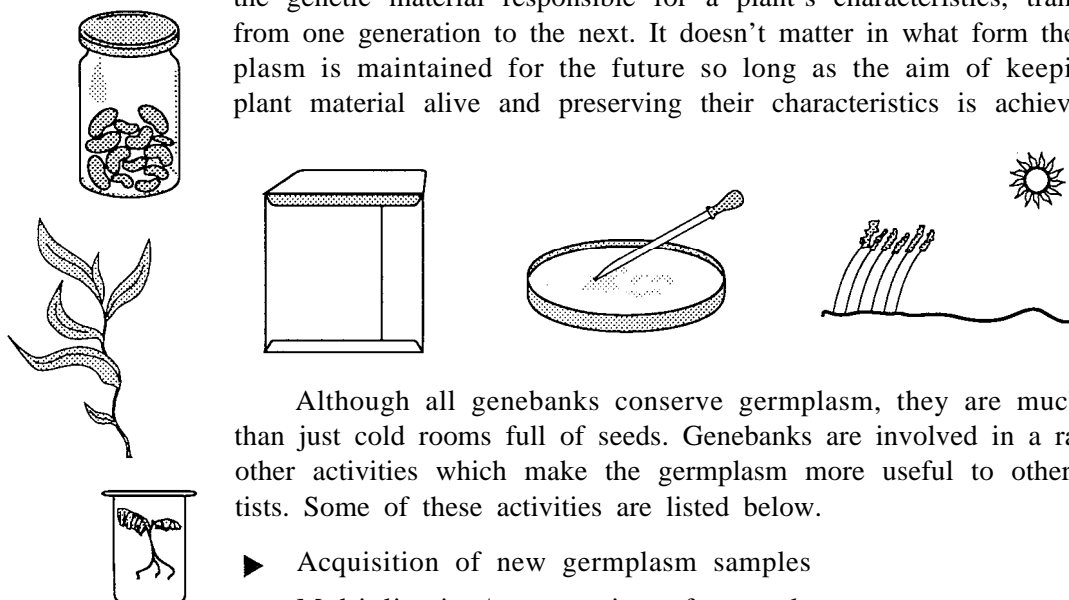 the genetic material responsible for a plant's characteristics, tran
from one generation to the next. It doesn't matter in what form the
plasm is maintained for the future so long as the aim of keepi
plant material alive and preserving their characteristics is achiev
Although all genebanks conserve germplasm, they are muc
than just cold rooms full of seeds. Genebanks are involved in a ra
other activities which make the germplasm more useful to other
tists. Some of these activities are listed below.
▶ Acquisition of new germplasm samples